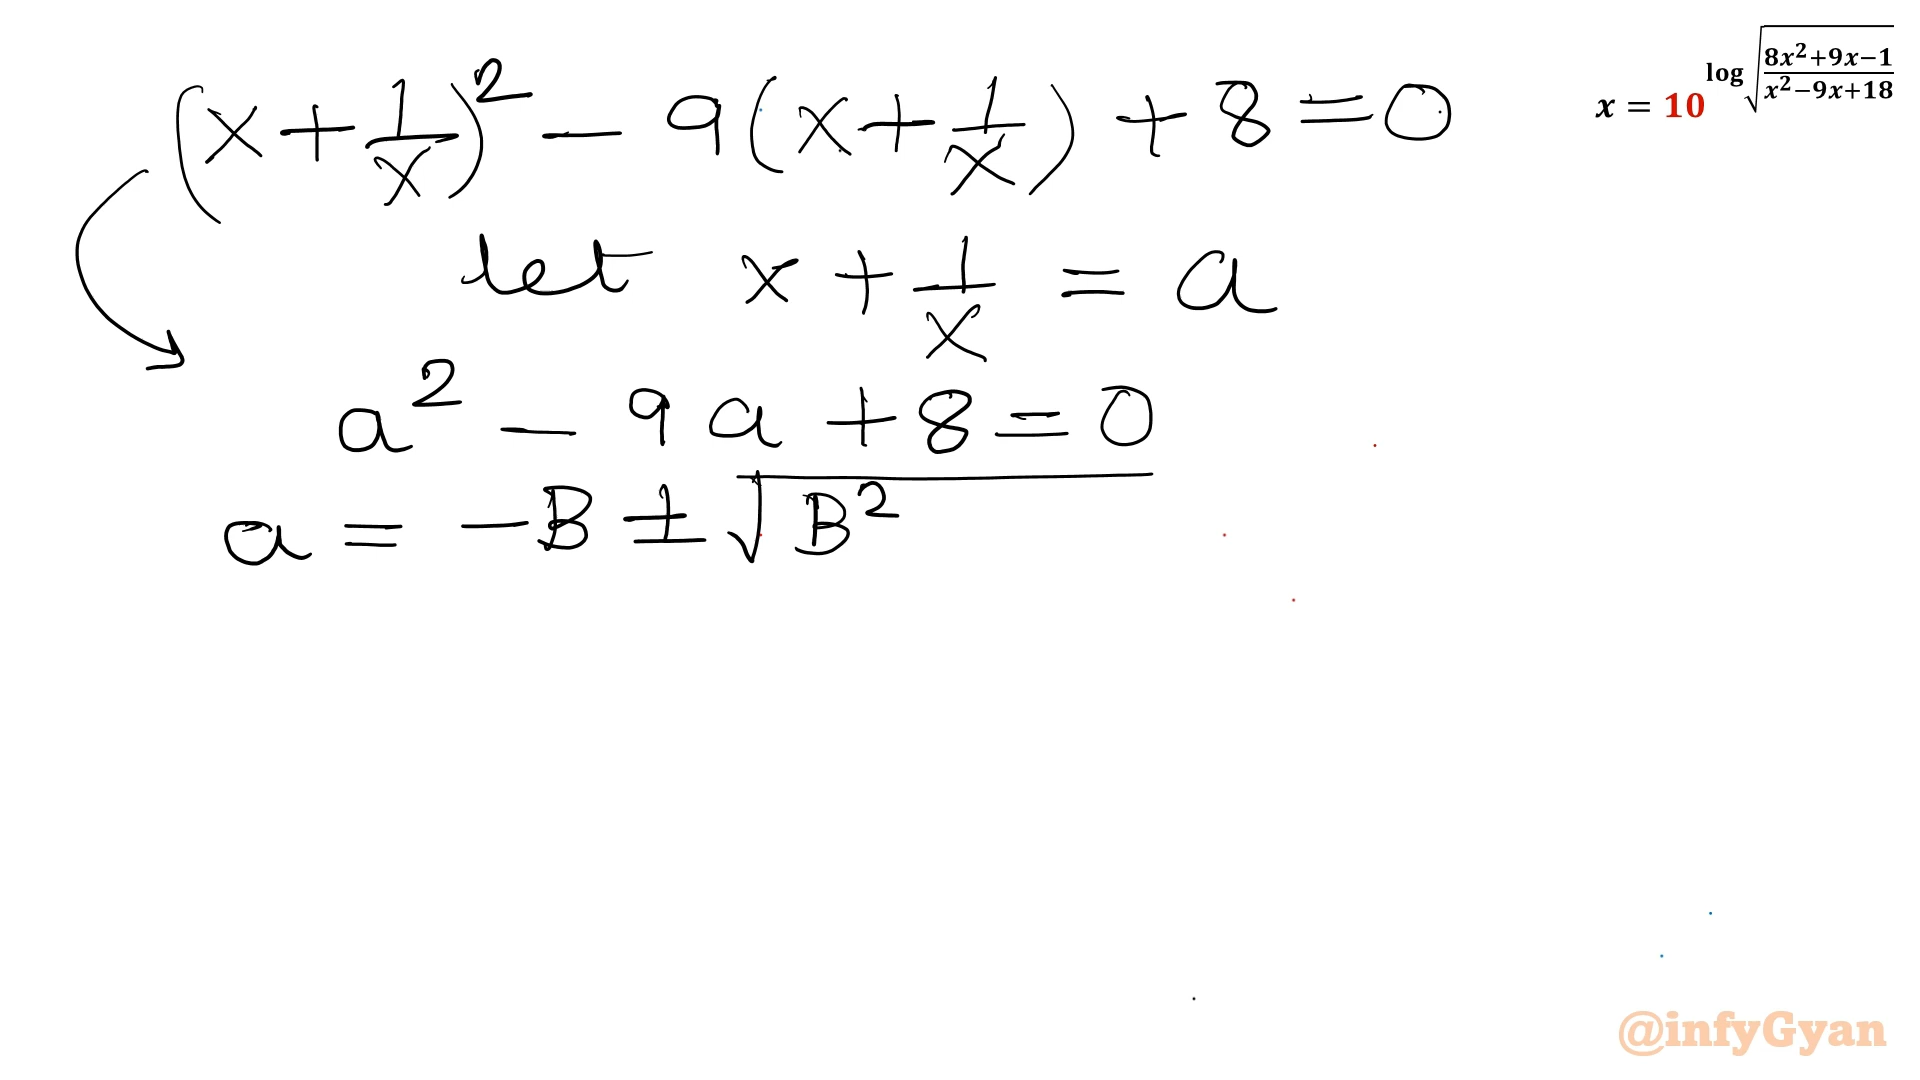 (x+1/x)² - 9(x+1/x) + 8 = 0
x = 10^(log√((8x²+9x−1)/(x²−9x+18)))
let x + 1/x = a
a² - 9a + 8 = 0
a = -B ± √(B²
@infyGyan